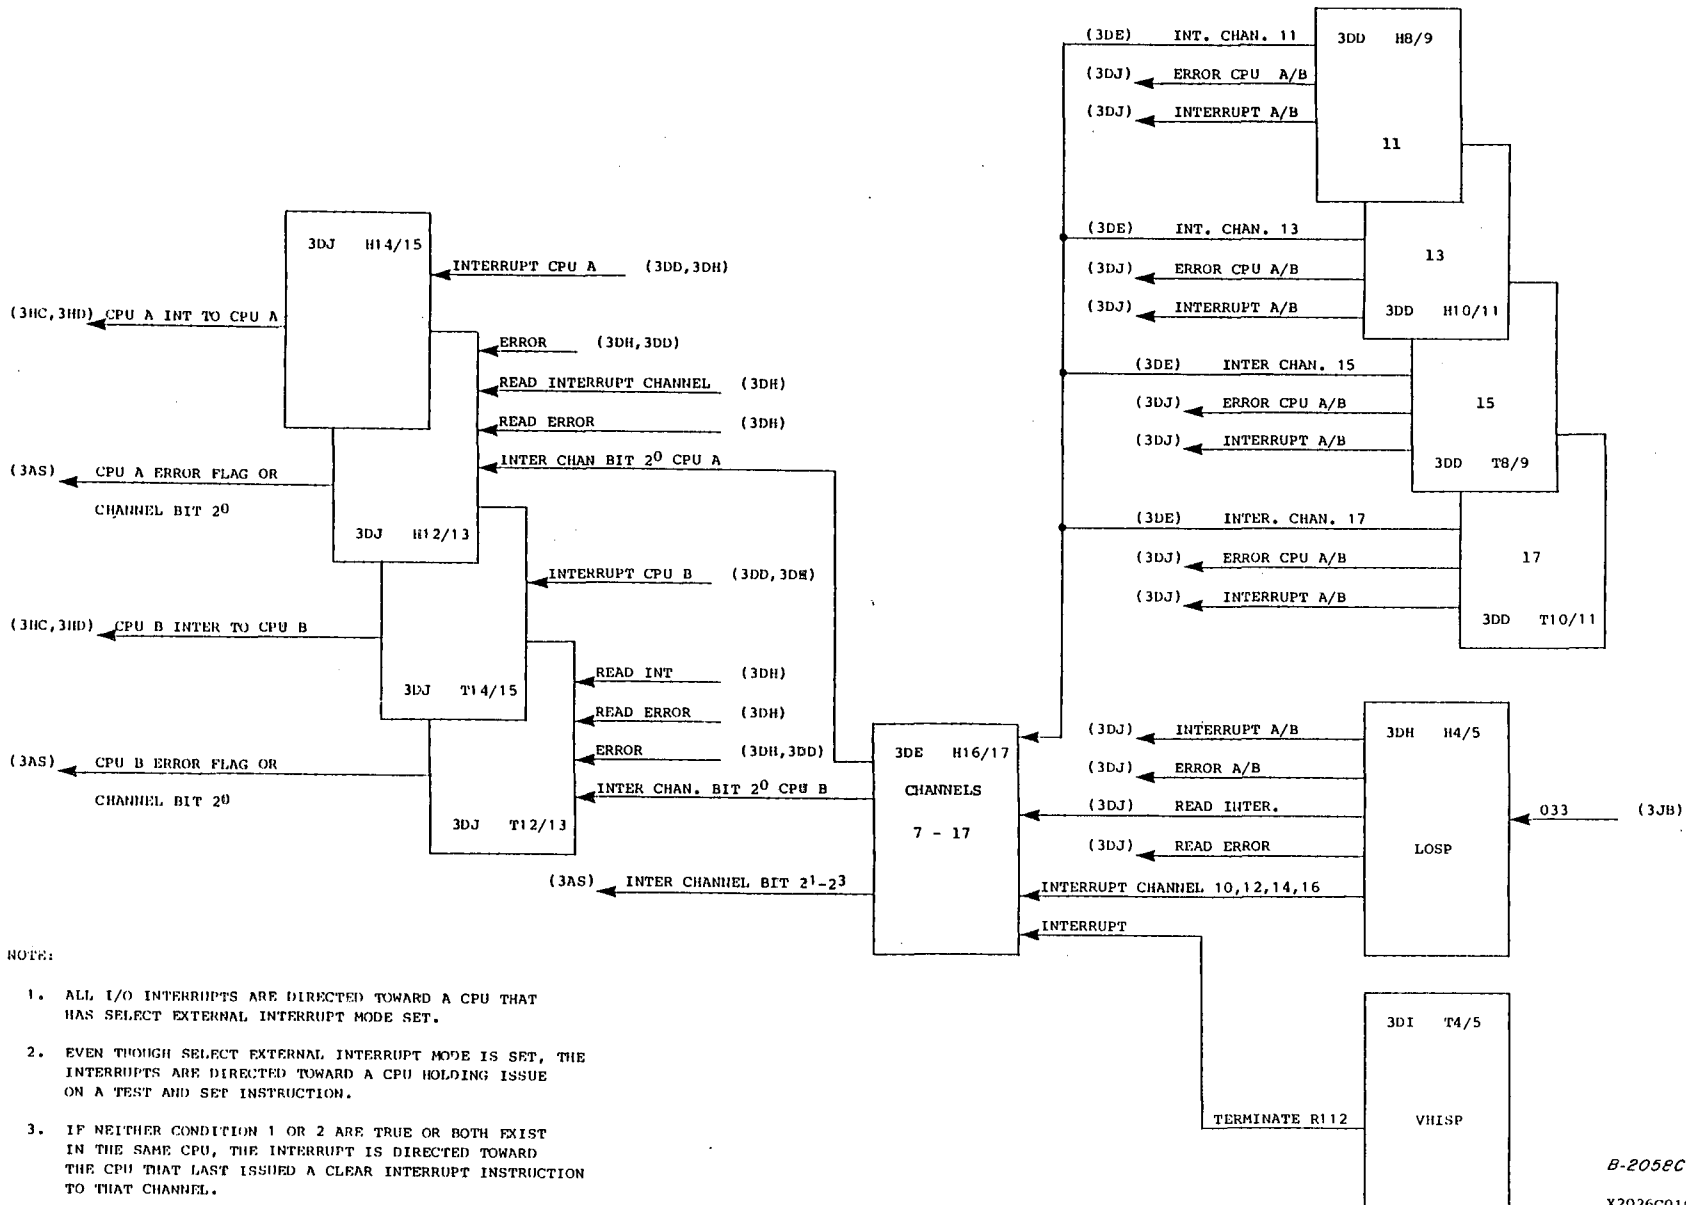 (3DE) INT. CHAN. 11
3DD H8/9
(3DJ) ERROR CPU A/B
(3DJ) INTERRUPT A/B
11
(3DE) INT. CHAN. 13
13
(3DJ) ERROR CPU A/B
(3DJ) INTERRUPT A/B
3DD H10/11
(3DE) INTER CHAN. 15
15
(3DJ) ERROR CPU A/B
(3DJ) INTERRUPT A/B
3DD T8/9
(3DE) INTER. CHAN. 17
17
(3DJ) ERROR CPU A/B
(3DJ) INTERRUPT A/B
3DD T10/11
3DJ H14/15
INTERRUPT CPU A (3DD,3DH)
(3HC,3HD) CPU A INT TO CPU A
ERROR (3DH,3DD)
READ INTERRUPT CHANNEL (3DH)
READ ERROR (3DH)
INTER CHAN BIT 2⁰ CPU A
(3AS) CPU A ERROR FLAG OR
CHANNEL BIT 2⁰
3DJ H12/13
INTERRUPT CPU B (3DD,3DH)
(3HC,3HD) CPU B INTER TO CPU B
READ INT (3DH)
3DJ T14/15
READ ERROR (3DH)
ERROR (3DH,3DD)
(3AS) CPU B ERROR FLAG OR
CHANNEL BIT 2⁰
INTER CHAN. BIT 2⁰ CPU B
3DJ T12/13
(3AS) INTER CHANNEL BIT 2¹-2³
3DE H16/17
CHANNELS
7 - 17
(3DJ) INTERRUPT A/B
3DH H4/5
(3DJ) ERROR A/B
(3DJ) READ INTER.
033 (3JB)
(3DJ) READ ERROR
LOSP
INTERRUPT CHANNEL 10,12,14,16
INTERRUPT
3DI T4/5
TERMINATE R112
VHISP
NOTE:
1. ALL I/O INTERRUPTS ARE DIRECTED TOWARD A CPU THAT
HAS SELECT EXTERNAL INTERRUPT MODE SET.
2. EVEN THOUGH SELECT EXTERNAL INTERRUPT MODE IS SET, THE
INTERRUPTS ARE DIRECTED TOWARD A CPU HOLDING ISSUE
ON A TEST AND SET INSTRUCTION.
3. IF NEITHER CONDITION 1 OR 2 ARE TRUE OR BOTH EXIST
IN THE SAME CPU, THE INTERRUPT IS DIRECTED TOWARD
THE CPU THAT LAST ISSUED A CLEAR INTERRUPT INSTRUCTION
TO THAT CHANNEL.
B-2058C